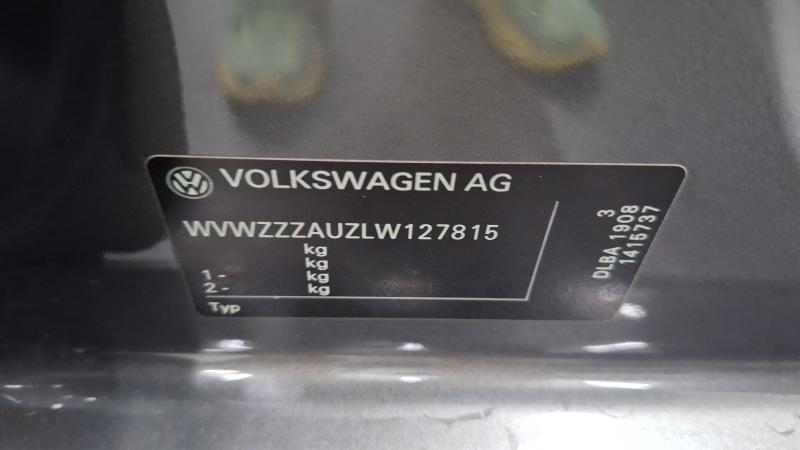 VOLKSWAGEN AG
WVWZZZAUZLW127815
kg
kg
1 - kg
2 - kg
Typ
3
DLBA 1908
1415737